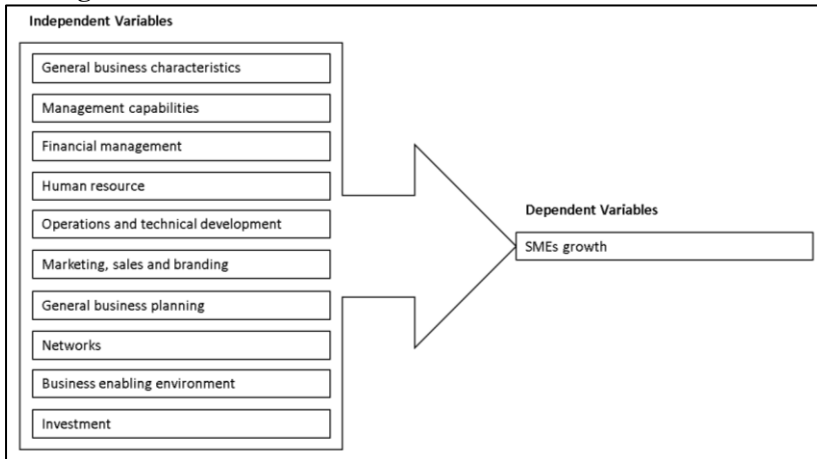 Independent Variables
General business characteristics
Management capabilities
Financial management
Human resource
Operations and technical development
Marketing, sales and branding
General business planning
Networks
Business enabling environment
Investment
Dependent Variables
SMEs growth